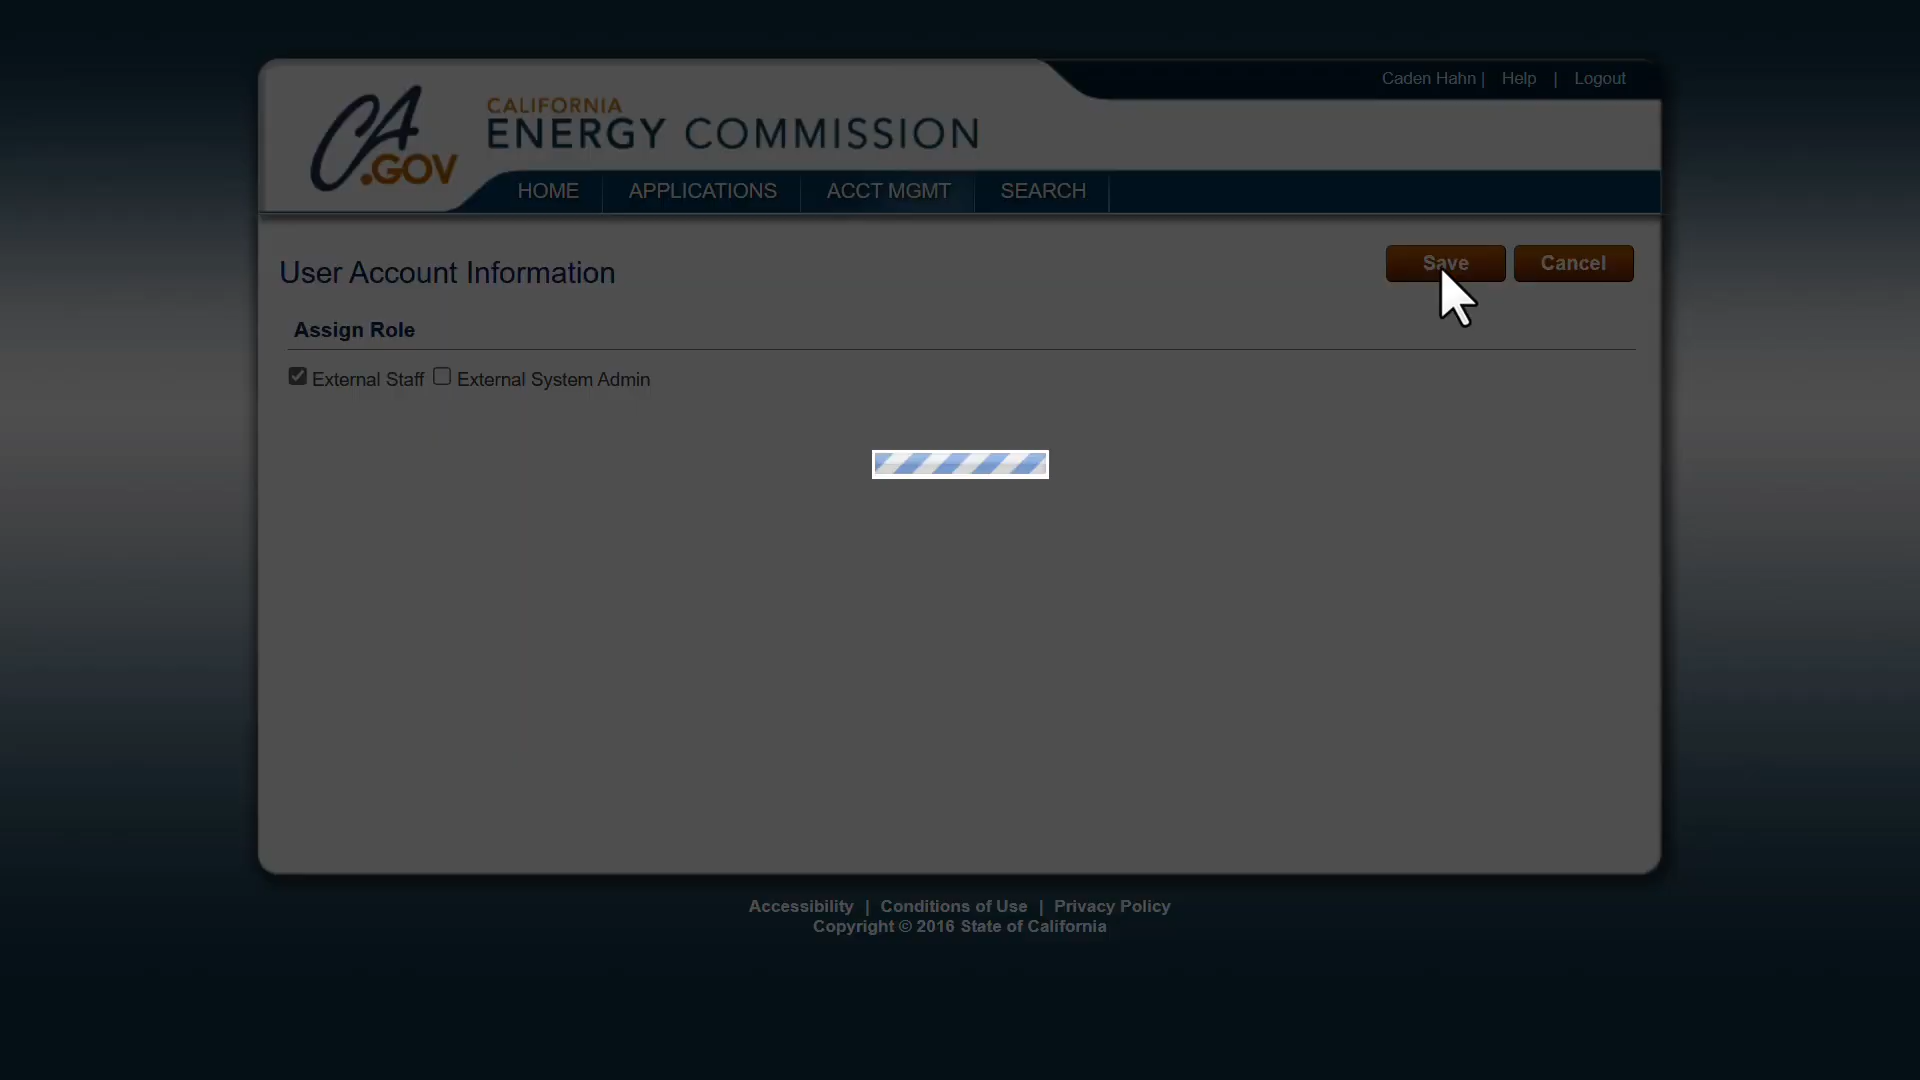 Caden Hahn | Help | Logout
CA.GOV
CALIFORNIA
ENERGY COMMISSION
HOME APPLICATIONS ACCT MGMT SEARCH
User Account Information
Save Cancel
Assign Role
External Staff External System Admin
Accessibility | Conditions of Use | Privacy Policy
Copyright © 2016 State of California